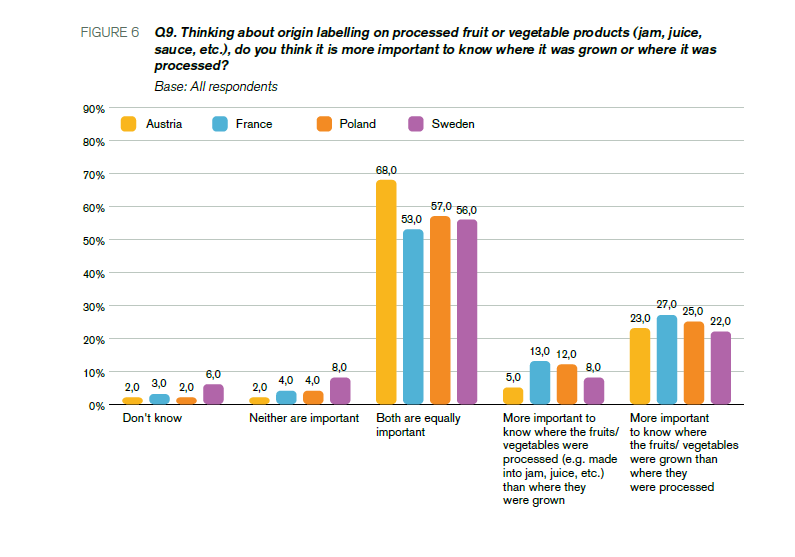 FIGURE 6 Q9. Thinking about origin labelling on processed fruit or vegetable products (jam, juice,
sauce, etc.), do you think it is more important to know where it was grown or where it was
processed?
Base: All respondents
90%
Austria France Poland Sweden
80%
70%
60%
50%
40%
30%
20%
10%
0%
2,0 3,0 2,0 6,0
2,0 4,0 4,0 8,0
68,0 53,0 57,0 56,0
5,0 13,0 12,0 8,0
23,0 27,0 25,0 22,0
Don't know
Neither are important
Both are equally
important
More important to
know where the fruits/
vegetables were
processed (e.g. made
into jam, juice, etc.)
than where they
were grown
More important
to know where
the fruits/ vegetables
were grown than
where they
were processed